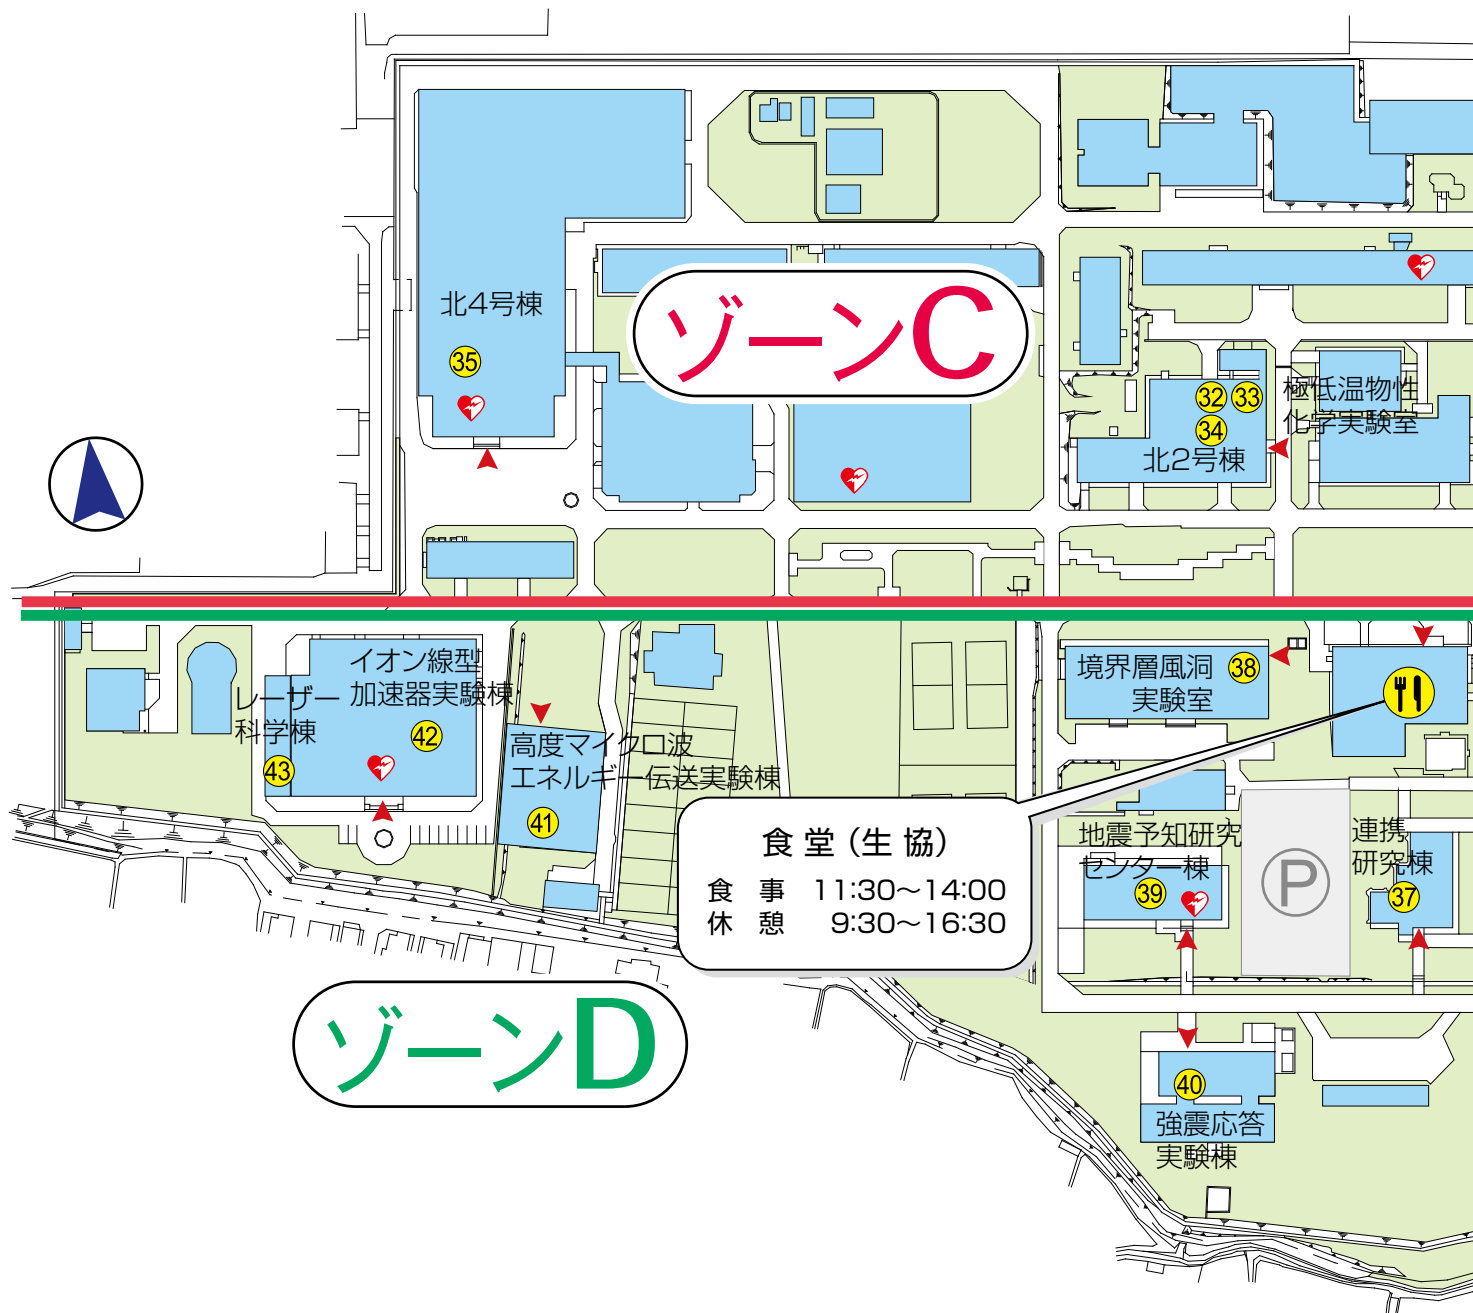 北4号棟
35
ゾーンC
32 33
34
北2号棟
極低温物性
化学実験室
イオン線型
加速器実験棟
42
レーザー
科学棟
43
高度マイクロ波
エネルギー伝送実験棟
41
境界層風洞
実験室
38
食堂（生協）
食 事 11:30～14:00
休 憩 9:30～16:30
地震予知研究
センター棟
39
P
連携
研究棟
37
ゾーンD
40
強震応答
実験棟